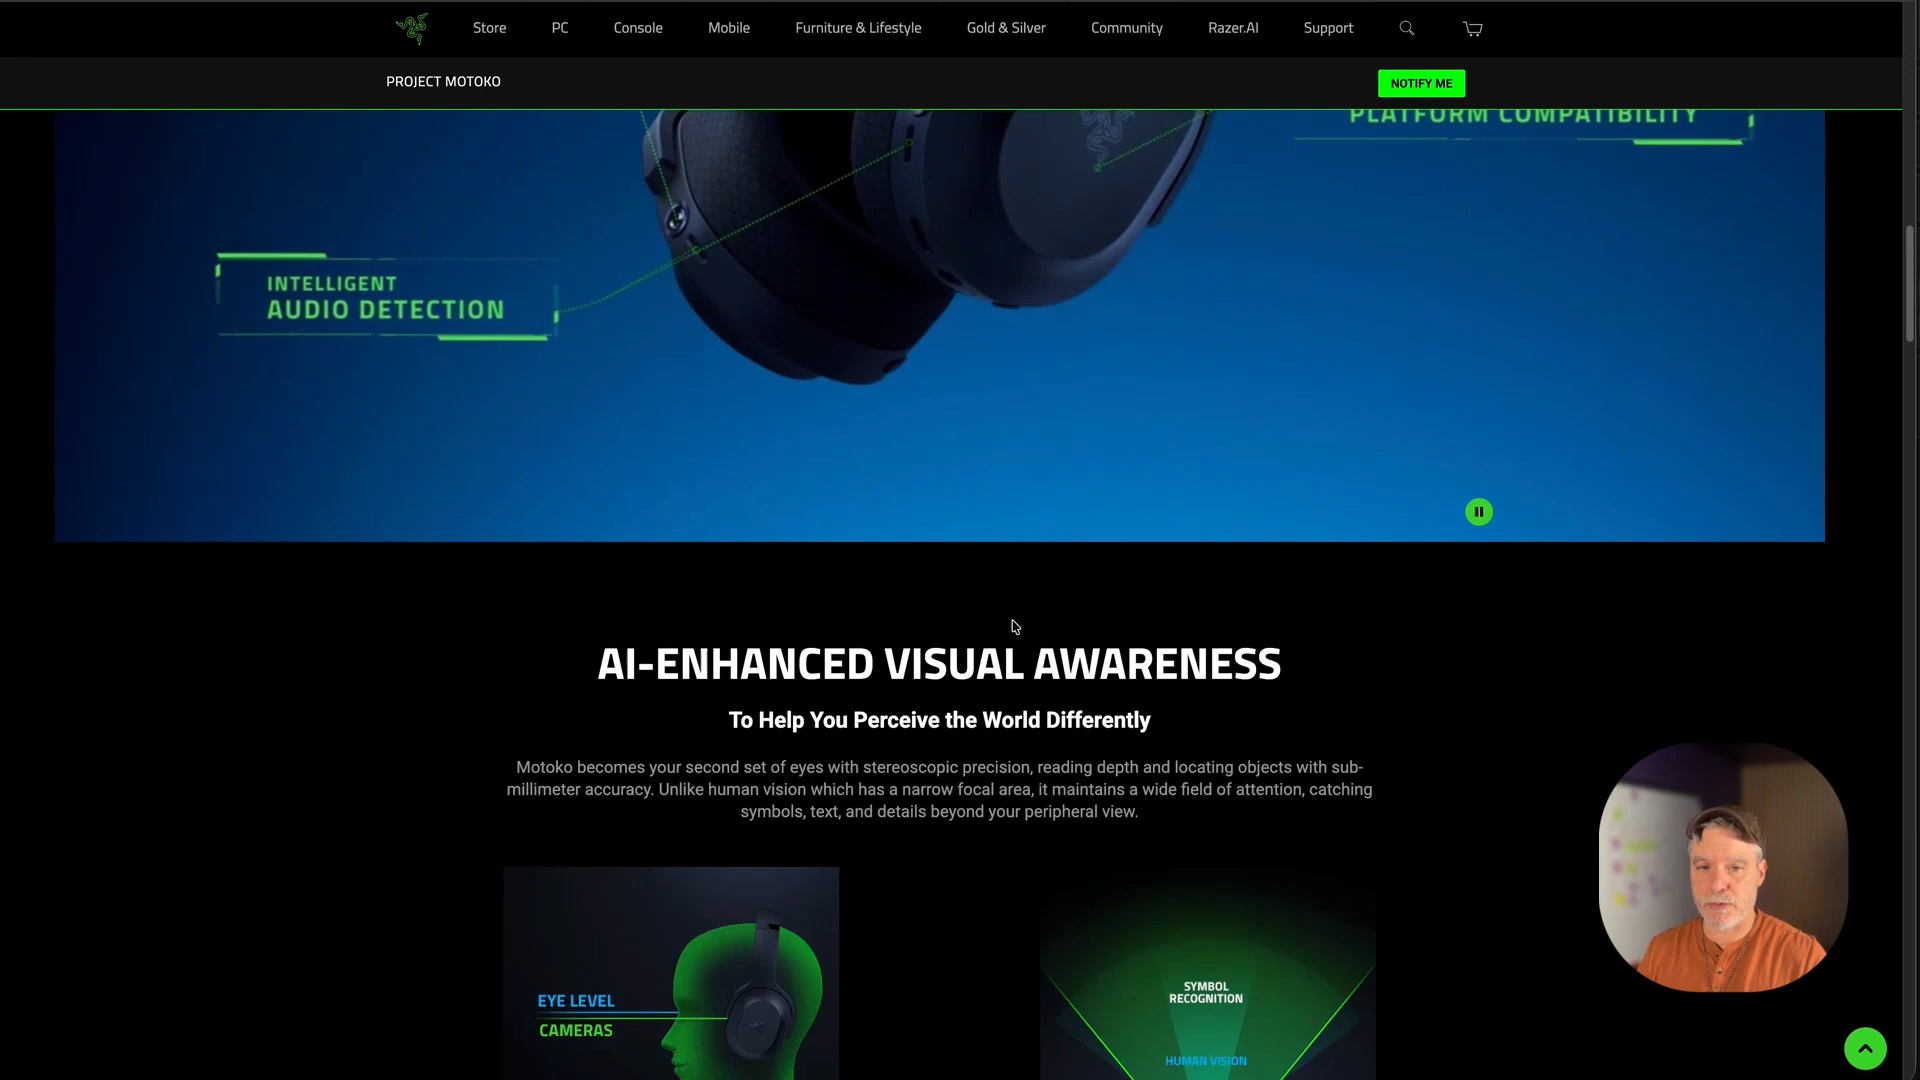 Store PC Console Mobile Furniture & Lifestyle Gold & Silver Community Razer.AI Support
PROJECT MOTOKO
NOTIFY ME
PLATFORM COMPATIBILITY
INTELLIGENT
AUDIO DETECTION
AI-ENHANCED VISUAL AWARENESS
To Help You Perceive the World Differently
Motoko becomes your second set of eyes with stereoscopic precision, reading depth and locating objects with sub-
millimeter accuracy. Unlike human vision which has a narrow focal area, it maintains a wide field of attention, catching
symbols, text, and details beyond your peripheral view.
EYE LEVEL
CAMERAS
SYMBOL
RECOGNITION
HUMAN VISION